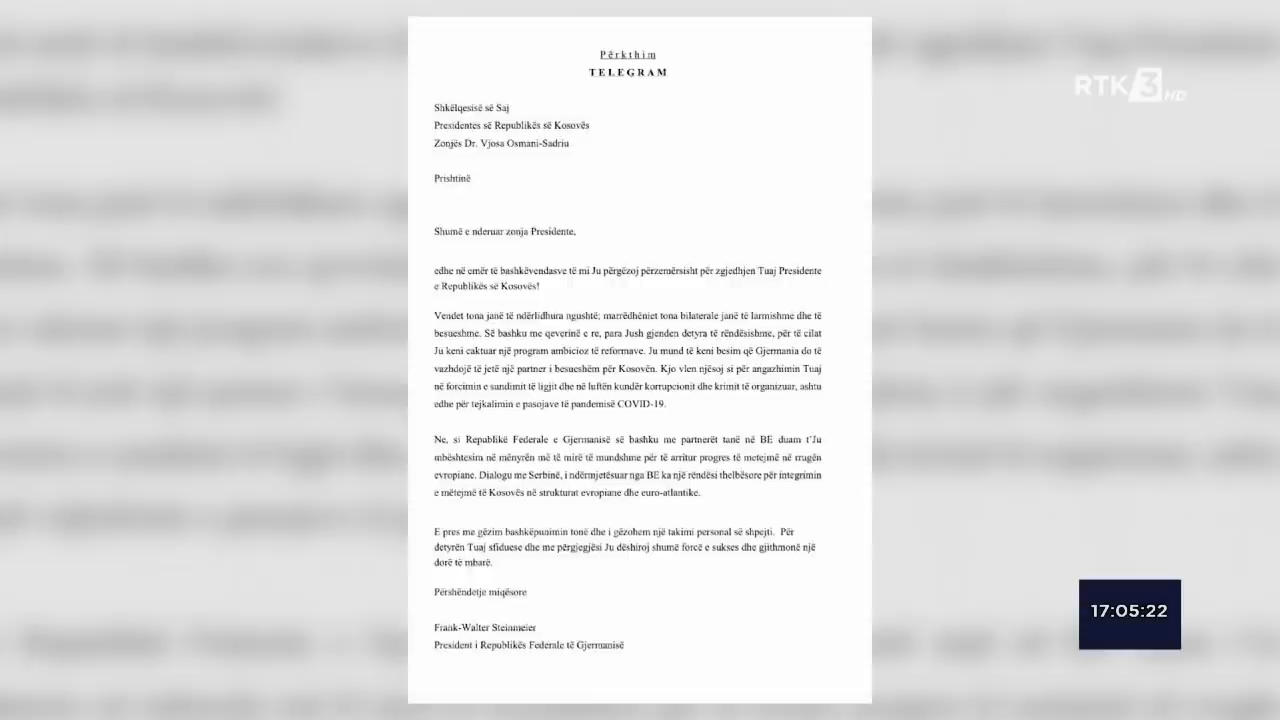 Përkthim
TELEGRAM
RTK3HD
Shkëlqesisë së Saj
Presidentes së Republikës së Kosovës
Zonjës Dr. Vjosa Osmani-Sadriu
Prishtinë
Shumë e nderuar zonja Presidente,
edhe në emër të bashkëvendasve të mi Ju përgëzoj përzemërsisht për zgjedhjen Tuaj Presidente
e Republikës së Kosovës!
Vendet tona janë të ndërlidhura ngushtë; marrëdhëniet tona bilaterale janë të larmishme dhe të
besueshme. Së bashku me qeverinë e re, para Jush gjenden detyra të rëndësishme, për të cilat
Ju keni caktuar një program ambicioz të reformave. Ju mund të keni besim që Gjermania do të
vazhdojë të jetë një partner i besueshëm për Kosovën. Kjo vlen njësoj si për angazhimin Tuaj
në forcimin e sundimit të ligjit dhe në luftën kundër korrupcionit dhe krimit të organizuar, ashtu
edhe për tejkalimin e pasojave të pandemisë COVID-19.
Ne, si Republikë Federale e Gjermanisë së bashku me partnerët tanë në BE duam t'Ju
mbështesim në mënyrën më të mirë të mundshme për të arritur progres të metejmë në rrugën
evropiane. Dialogu me Serbinë, i ndërmjetësuar nga BE ka një rëndësi thelbësore për integrimin
e mëtejmë të Kosovës në strukturat evropiane dhe euro-atlantike.
E pres me gëzim bashkëpuaimin tonë dhe i gëzohem një takimi personal së shpejti. Për
detyrën Tuaj sfiduese dhe me përgjegjësi Ju dëshiroj shumë forcë e sukses dhe gjithmonë një
dorë të mbarë.
Përshëndetje miqësore
17:05:22
Frank-Walter Steinmeier
President i Republikës Federale të Gjermanisë